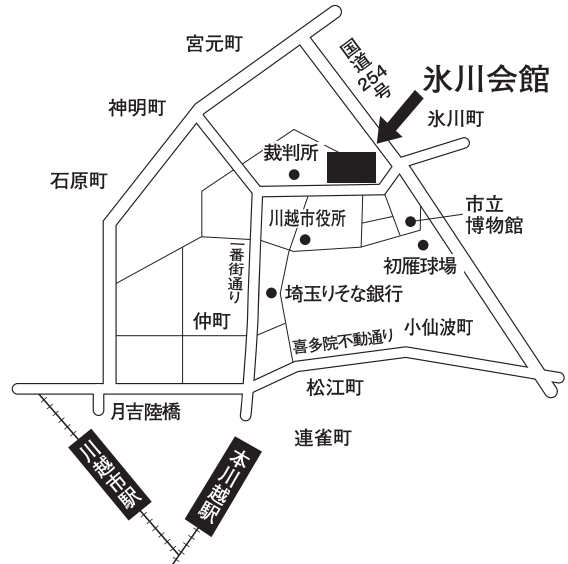 宮元町
国道254号
氷川会館
神明町
氷川町
裁判所
石原町
市立
博物館
川越市役所
初雁球場
一番街通り
埼玉りそな銀行
仲町
小仙波町
喜多院不動通り
松江町
月吉陸橋
連雀町
川越市駅
本川越駅